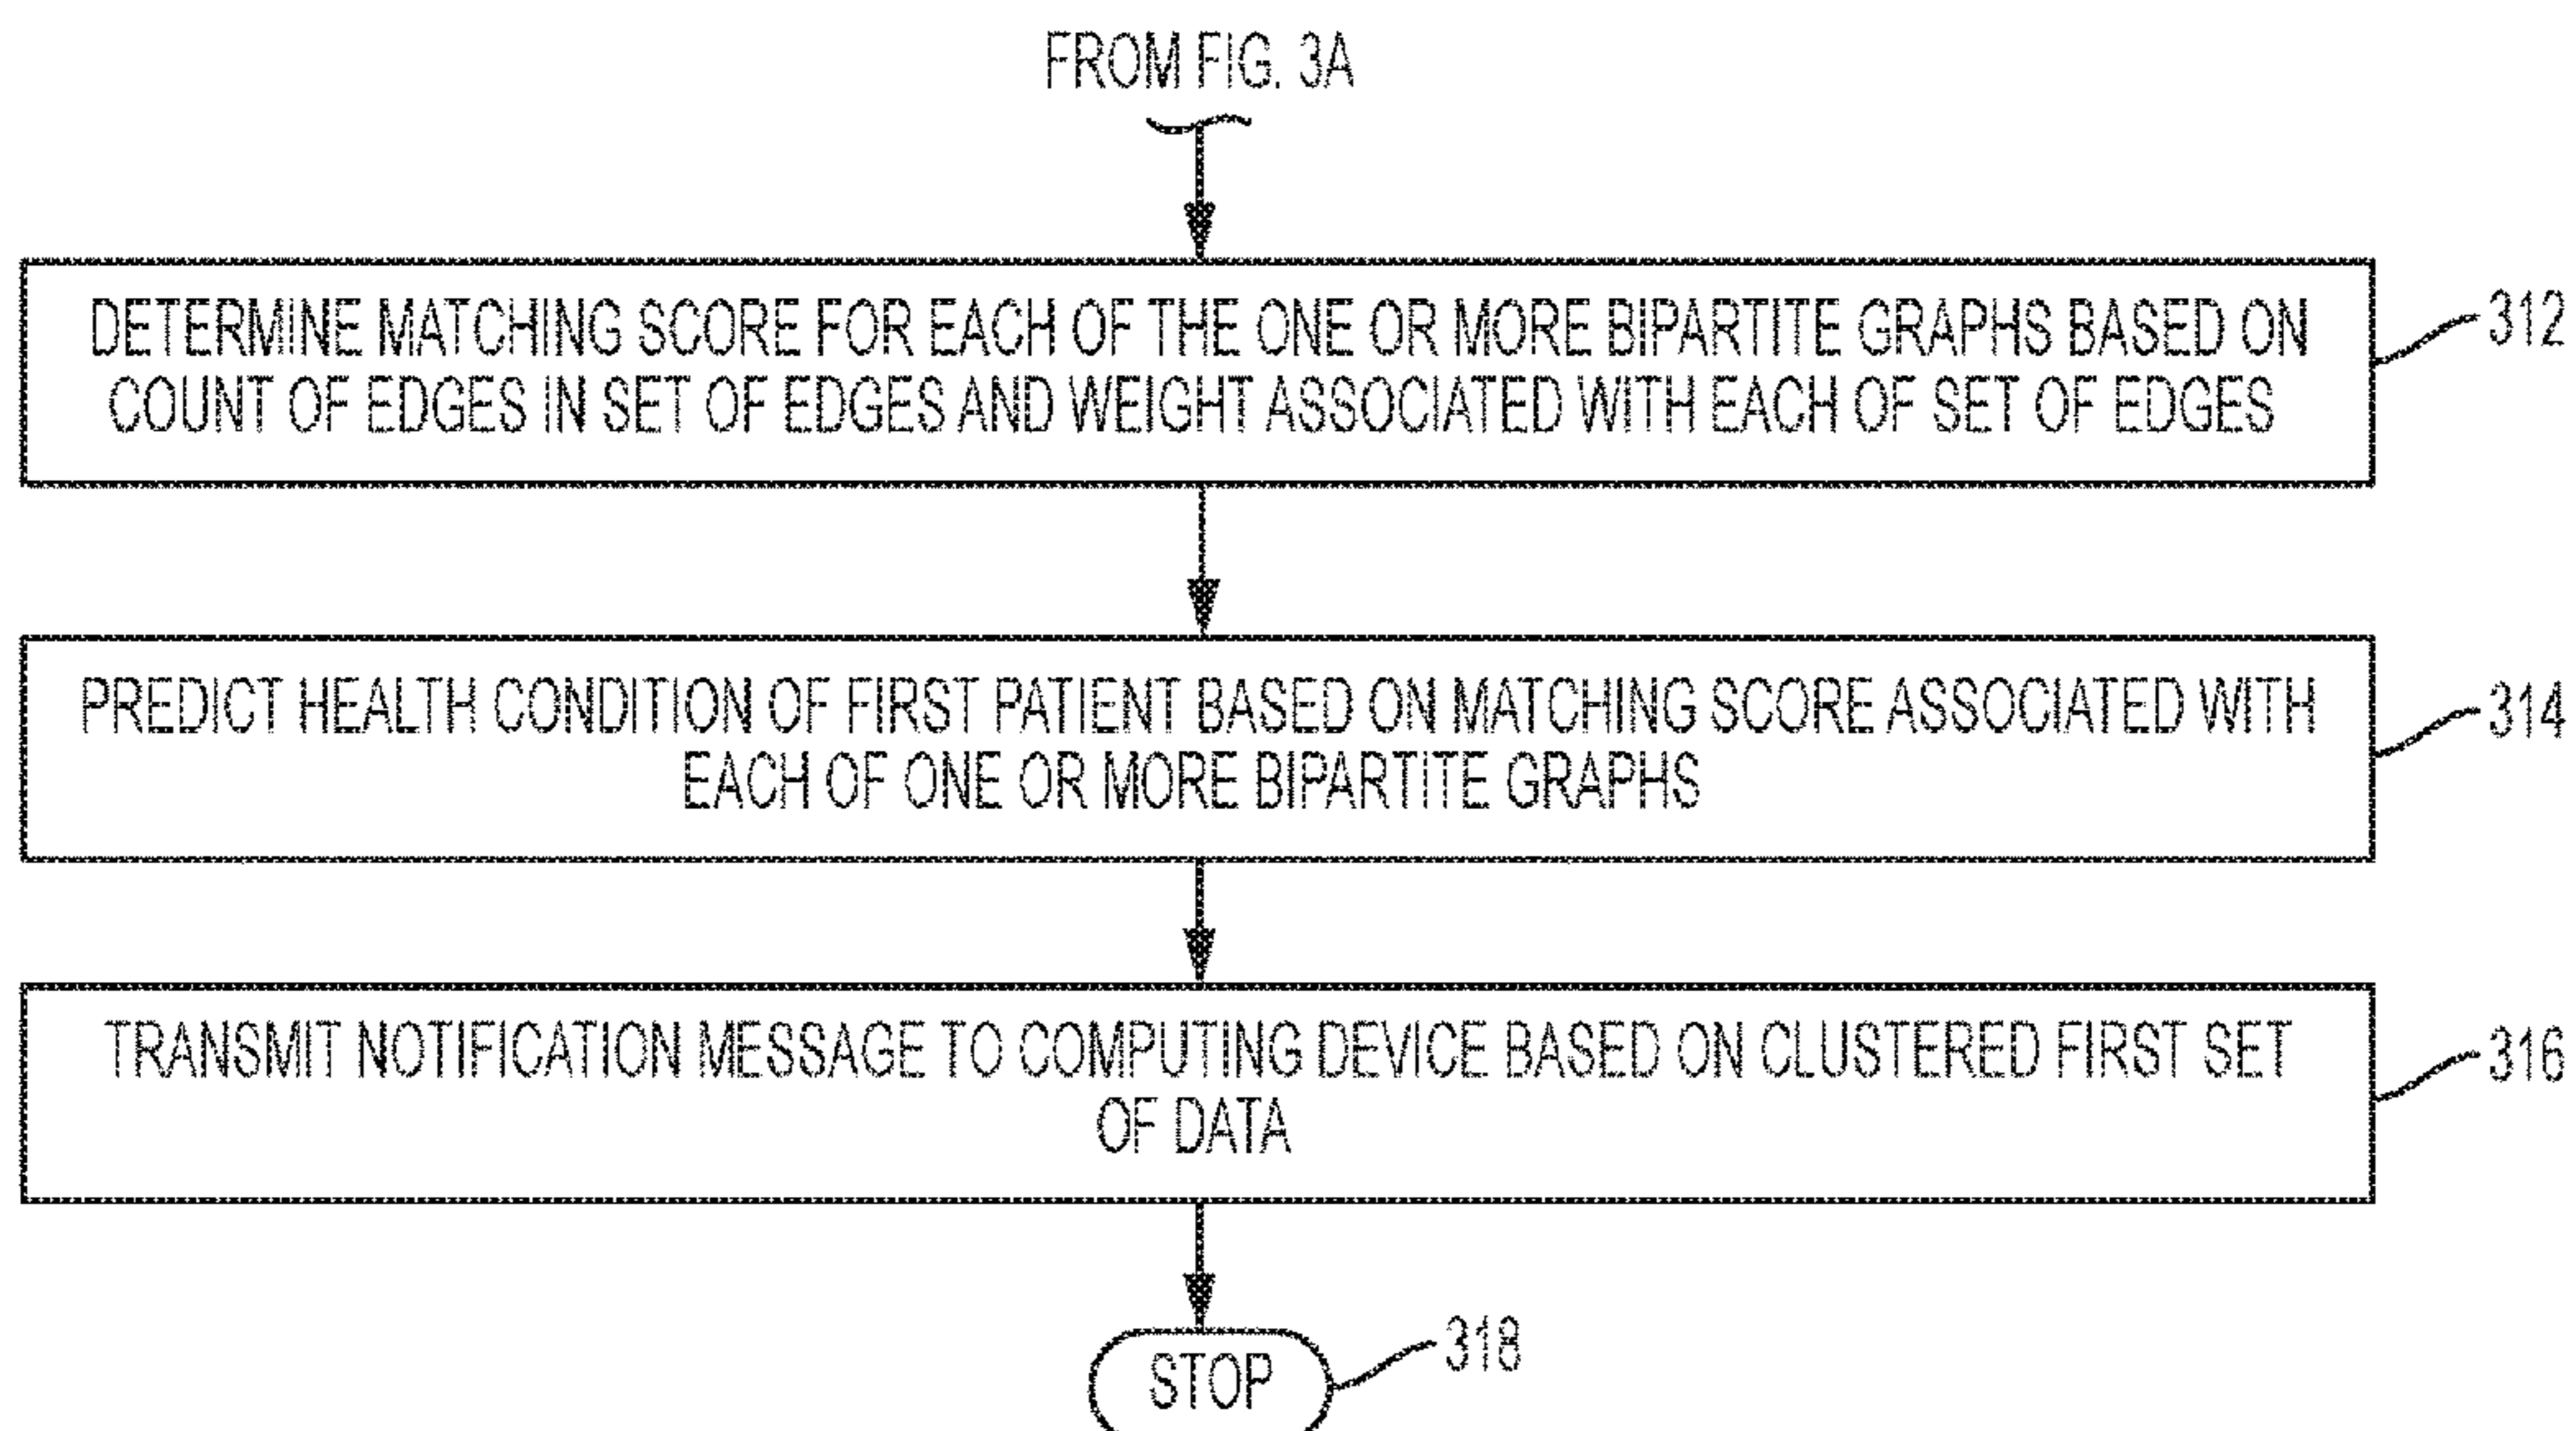 FROM FIG. 3A
DETERMINE MATCHING SCORE FOR EACH OF THE ONE OR MORE BIPARTITE GRAPHS BASED ON
COUNT OF EDGES IN SET OF EDGES AND WEIGHT ASSOCIATED WITH EACH OF SET OF EDGES
312
PREDICT HEALTH CONDITION OF FIRST PATIENT BASED ON MATCHING SCORE ASSOCIATED WITH
EACH OF ONE OR MORE BIPARTITE GRAPHS
314
TRANSMIT NOTIFICATION MESSAGE TO COMPUTING DEVICE BASED ON CLUSTERED FIRST SET
OF DATA
316
STOP
318